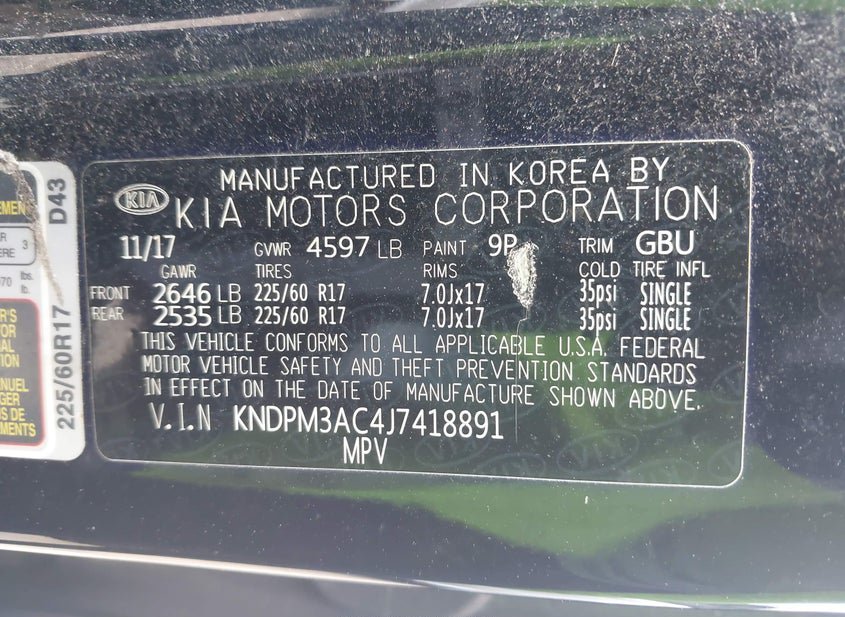 MANUFACTURED IN KOREA BY
KIA KIA MOTORS CORPORATION
11/17 GVWR 4597 LB PAINT 9P TRIM GBU
GAWR TIRES RIMS COLD TIRE INFL
FRONT 2646 LB 225/60 R17 7.0Jx17 35psi SINGLE
REAR 2535 LB 225/60 R17 7.0Jx17 35psi SINGLE
THIS VEHICLE CONFORMS TO ALL APPLICABLE U.S.A. FEDERAL
MOTOR VEHICLE SAFETY AND THEFT PREVENTION STANDARDS
IN EFFECT ON THE DATE OF MANUFACTURE SHOWN ABOVE.
V.I.N KNDPM3AC4J7418891
MPV
225/60R17 D43
3
lbs.
lb.